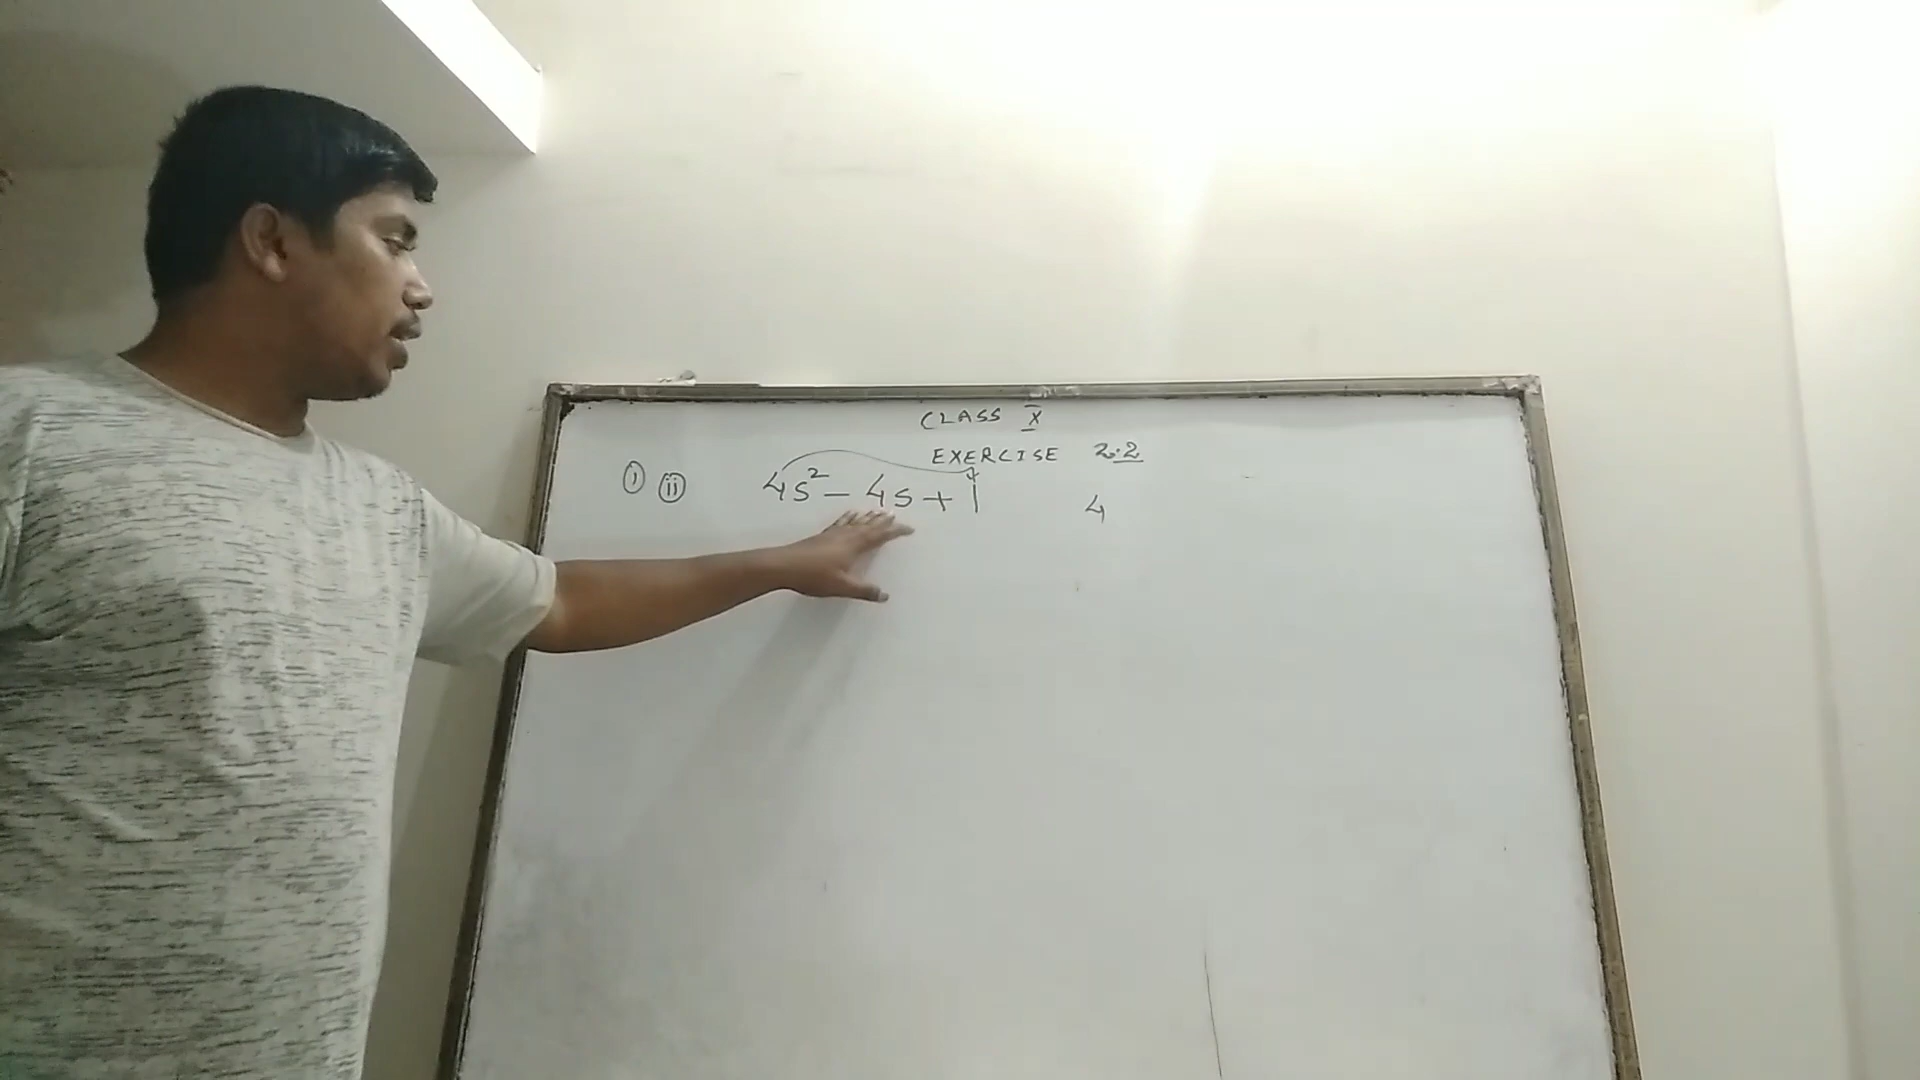 CLASS X
EXERCISE 2.2
① ⓘⓘ 4s² – 4s + 1 4